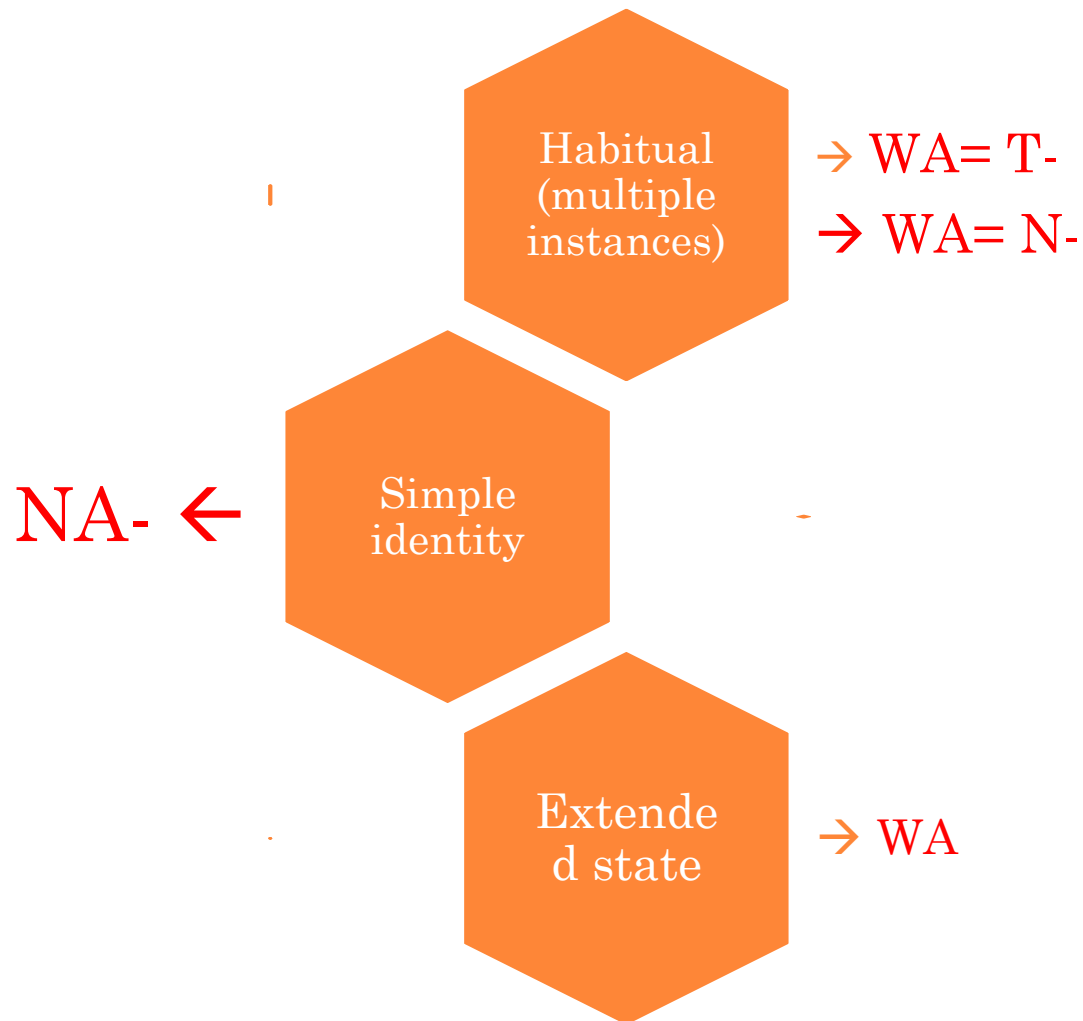 Habitual
(multiple
instances)
→ WA= T-
→ WA= N-
NA- ←
Simple
identity
Extende
d state
→ WA